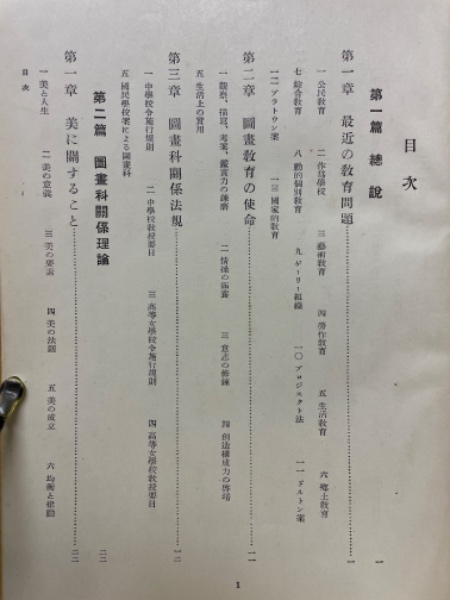 目次
第一篇 總說 一
第一章 最近の教育問題 一
一 公民教育 二 作爲學校 三 藝術教育 四 勞作教育 五 生活教育 六 鄕土教育
七 綜合教育 八 動的個別教育 九 ゲーリー組織 一〇 プロジェクト法 一一 ドルトン案
一二 プラトウン案 一三 國家的教育
第二章 圖畫教育の使命 一一
一 觀察、描寫、考案、鑑賞力の練磨 二 情操の涵養 三 意志の修鍊 四 創造構成力の啓培
五 生活上の實用
第三章 圖畫科關係法規 一二
一 中學校令施行規則 二 中學校敎授要目 三 高等女學校令施行規則 四 高等女學校敎授要目
五 國民學校案による圖畫科
第二篇 圖畫科關係理論 二二
第一章 美に關すること 二二
一 美と人生 二 美の意義 三 美の要素 四 美の法則 五 美の成立 六 均衡と律動
目次
1